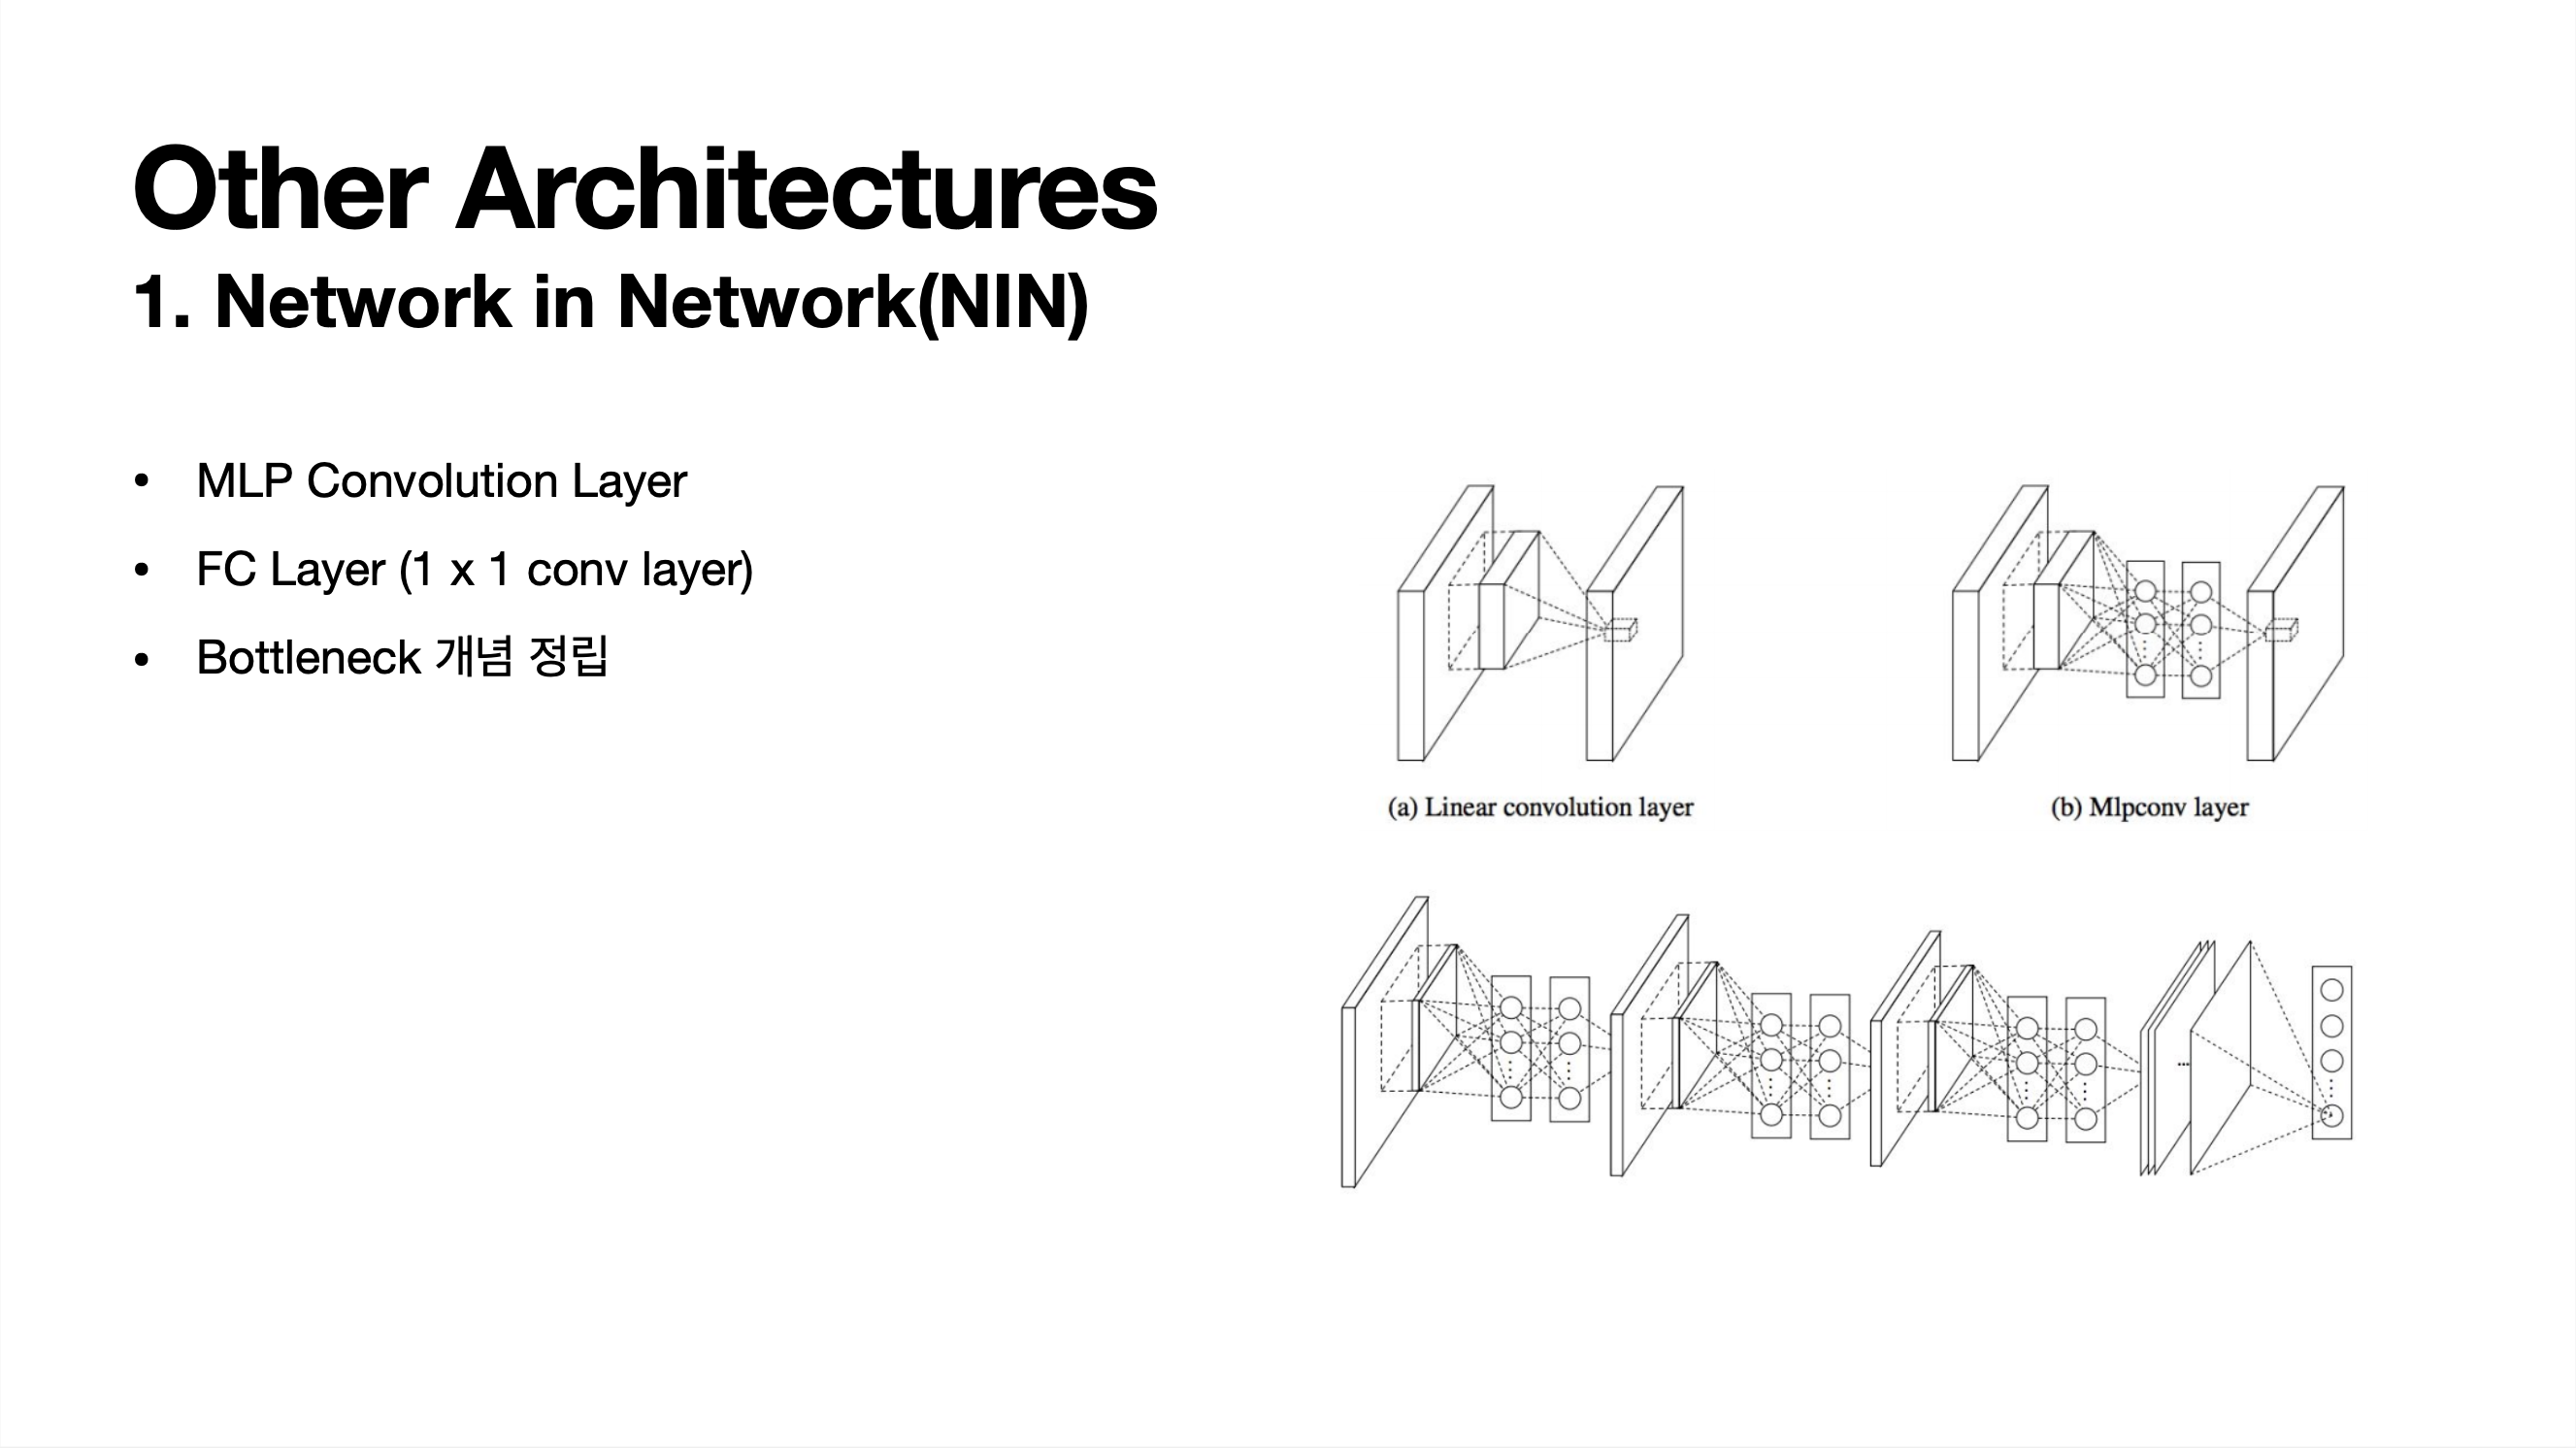 Other Architectures
1. Network in Network(NIN)
• MLP Convolution Layer
• FC Layer (1 x 1 conv layer)
• Bottleneck 개념 정립
(a) Linear convolution layer
(b) Mlpconv layer
...